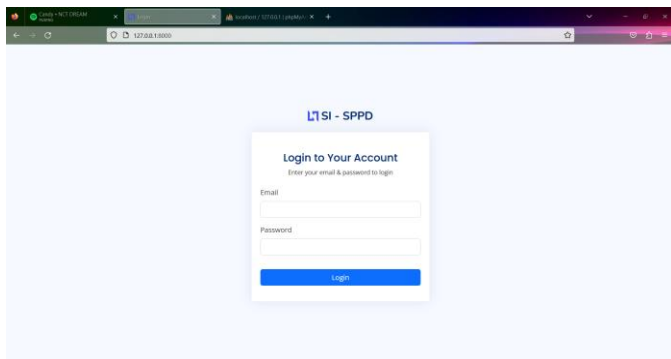 Candy • NCT DREAM
Login
localhost / 127.0.0.1 | phpMyA
127.0.0.1:8000
SI - SPPD
Login to Your Account
Enter your email & password to login
Email
Password
Login